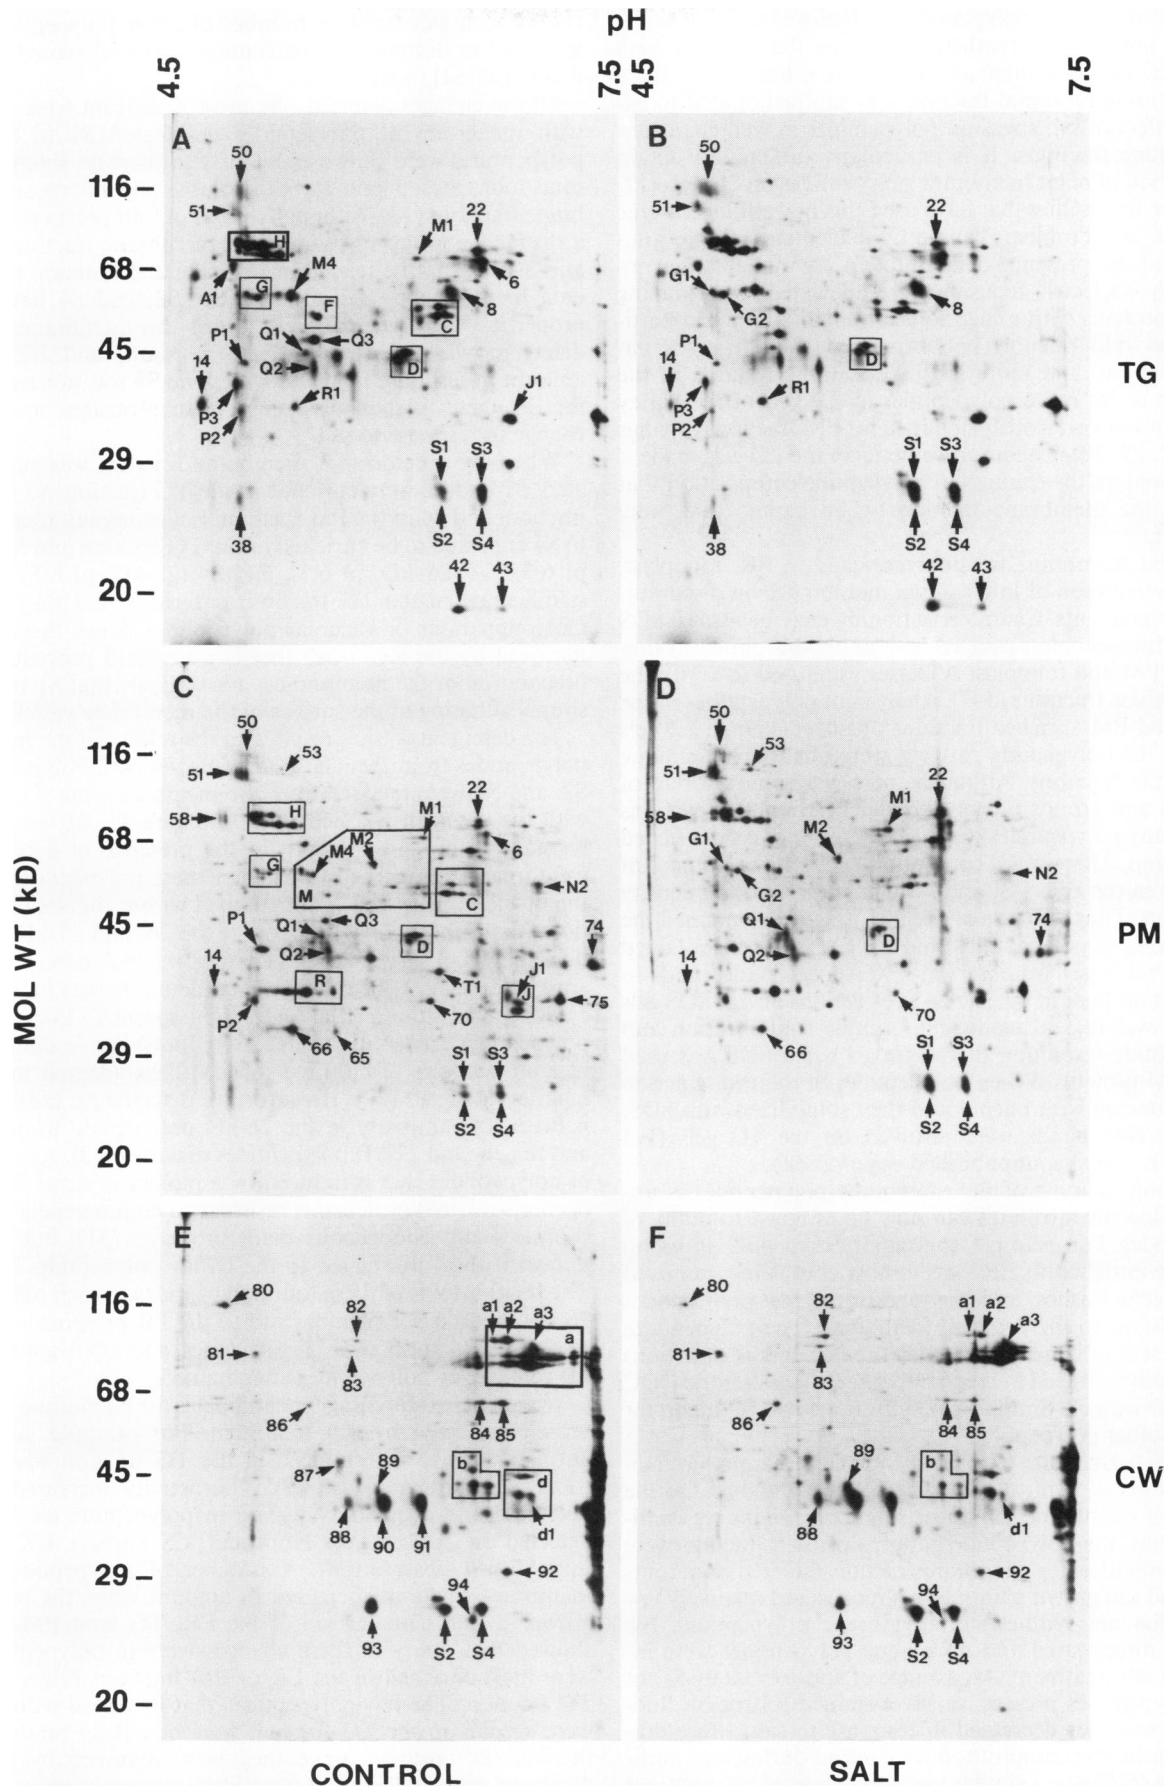 pH
4.5 7.5 4.5 7.5
A B
50 50
116
51 22 51 22
H M1
68
A1 G M4 6 G1
F 8 8
C G2
P1 Q1 Q3 P1
45
14 Q2 D 14 D TG
P3 R1 J1 P3 R1
P2 P2
S1 S3 S1 S3
29
38 S2 S4 38 S2 S4
42 43 42 43
20
C D
50 50
116 53 53
51 22 51 22
58 H M1 58 M1
68
M2 6 M2
G M4 G1
M C N2 G2 N2
45
P1 Q1 Q3 Q1 74
Q2 D 74 Q2 D PM
14 R T1 J1 14
J 75
P2 70 70
66 65 66
29 S1 S3 S1 S3
S2 S4 S2 S4
20
MOL WT (kD)
E F
80 80
116 82 a1 a2 a3 82 a1 a2 a3
a
81 81
83 83
68
86 84 85 86 84 85
87 89 b 89 b
45 d CW
88 90 91 d1 88 d1
29 92 92
94 94
93 S2 S4 93 S2 S4
20
CONTROL SALT